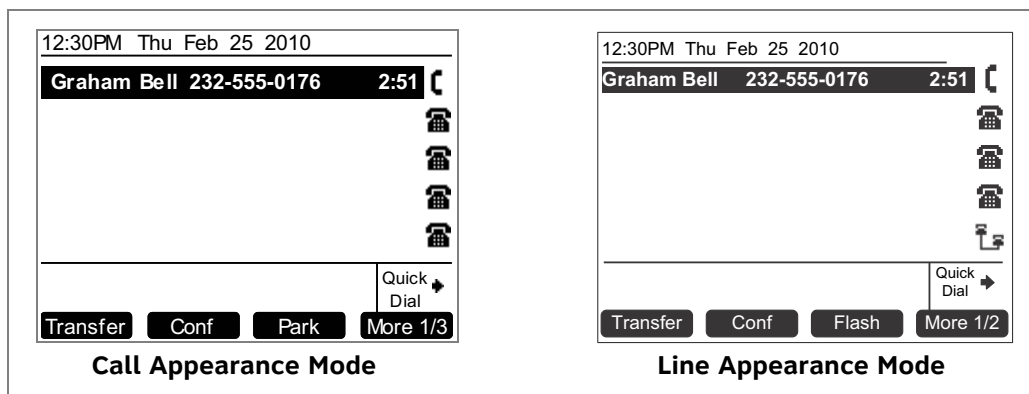 12:30PM Thu Feb 25 2010
Graham Bell 232-555-0176 2:51
Quick
Dial
Transfer Conf Park More 1/3
Call Appearance Mode
12:30PM Thu Feb 25 2010
Graham Bell 232-555-0176 2:51
Quick
Dial
Transfer Conf Flash More 1/2
Line Appearance Mode